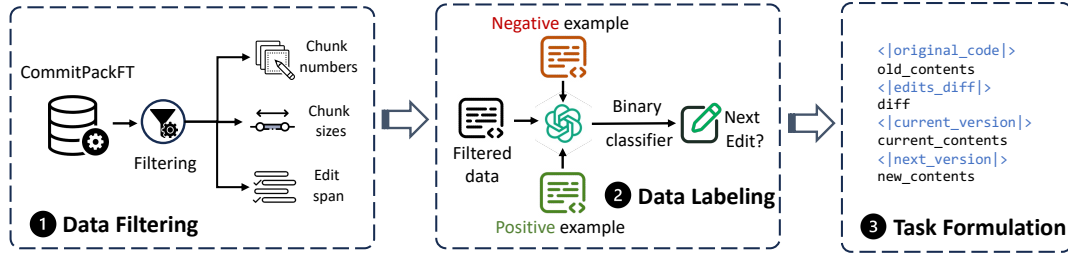 CommitPackFT
Filtering
Chunk
numbers
Chunk
sizes
Edit
span
1 Data Filtering
Negative example
Filtered
data
Binary
classifier
Next
Edit?
Positive example
2 Data Labeling
<|original_code|>
old_contents
<|edits_diff|>
diff
<|current_version|>
current_contents
<|next_version|>
new_contents
3 Task Formulation